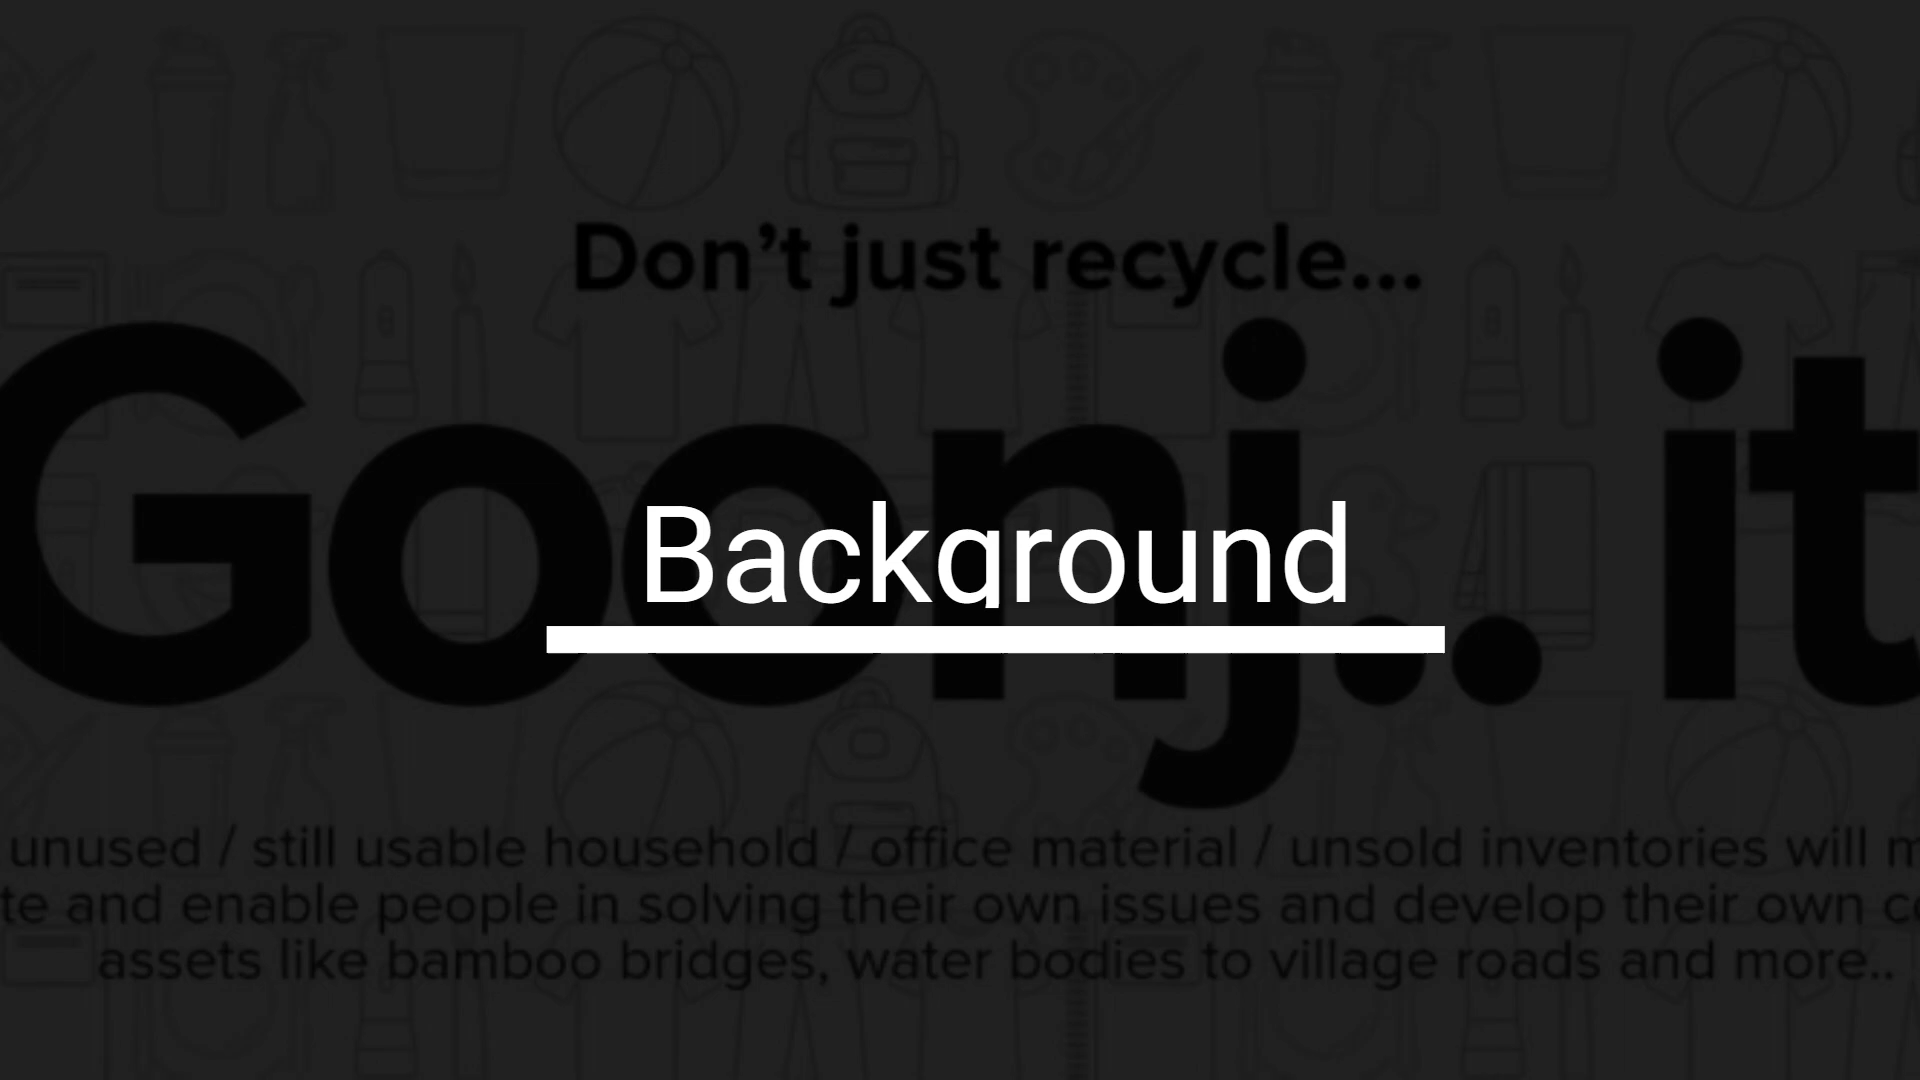 Don’t just recycle...
Goonj.. it
Background
unused / still usable household / office material / unsold inventories will
and enable people in solving their own issues and develop their own
assets like bamboo bridges, water bodies to village roads and more..